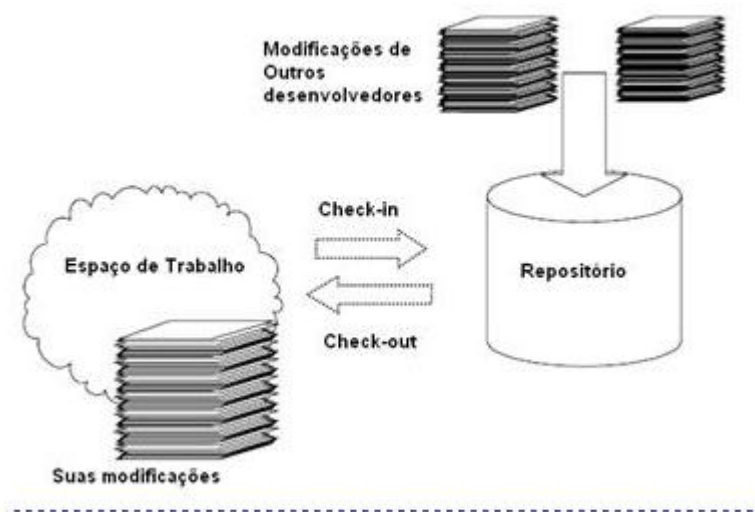 Modificações de
Outros
desenvolvedores
Check-in
Espaço de Trabalho
Repositório
Check-out
Suas modificações